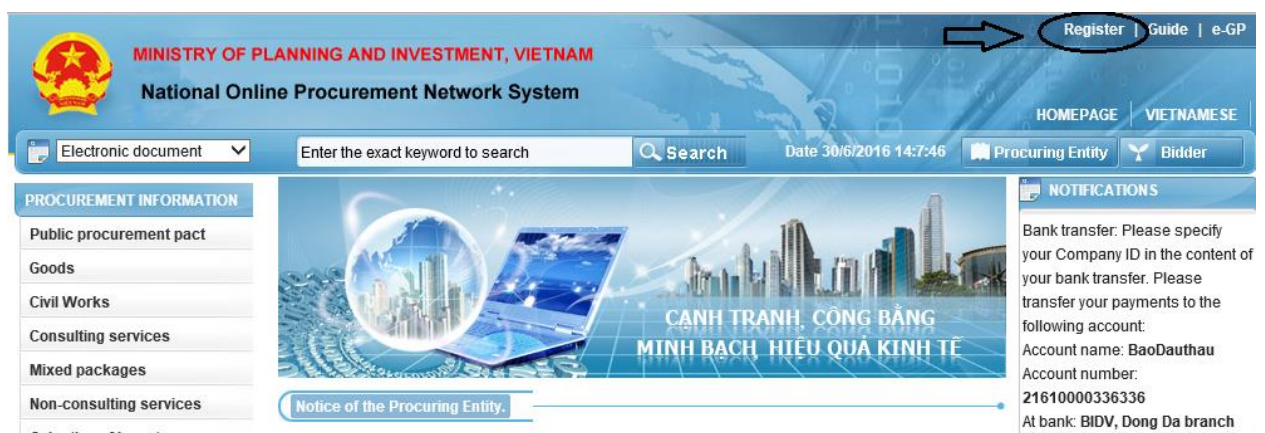 Register | Guide | e-GP
MINISTRY OF PLANNING AND INVESTMENT, VIETNAM
National Online Procurement Network System
HOMEPAGE | VIETNAMESE
Electronic document
Enter the exact keyword to search
Search
Date 30/6/2016 14:7:46
Procuring Entity
Bidder
PROCUREMENT INFORMATION
Public procurement pact
Goods
Civil Works
Consulting services
Mixed packages
Non-consulting services
CẠNH TRANH, CÔNG BẰNG
MINH BẠCH, HIỆU QUẢ KINH TẾ
Notice of the Procuring Entity.
NOTIFICATIONS
Bank transfer: Please specify
your Company ID in the content of
your bank transfer. Please
transfer your payments to the
following account:
Account name: BaoDauthau
Account number:
21610000336336
At bank: BIDV, Dong Da branch